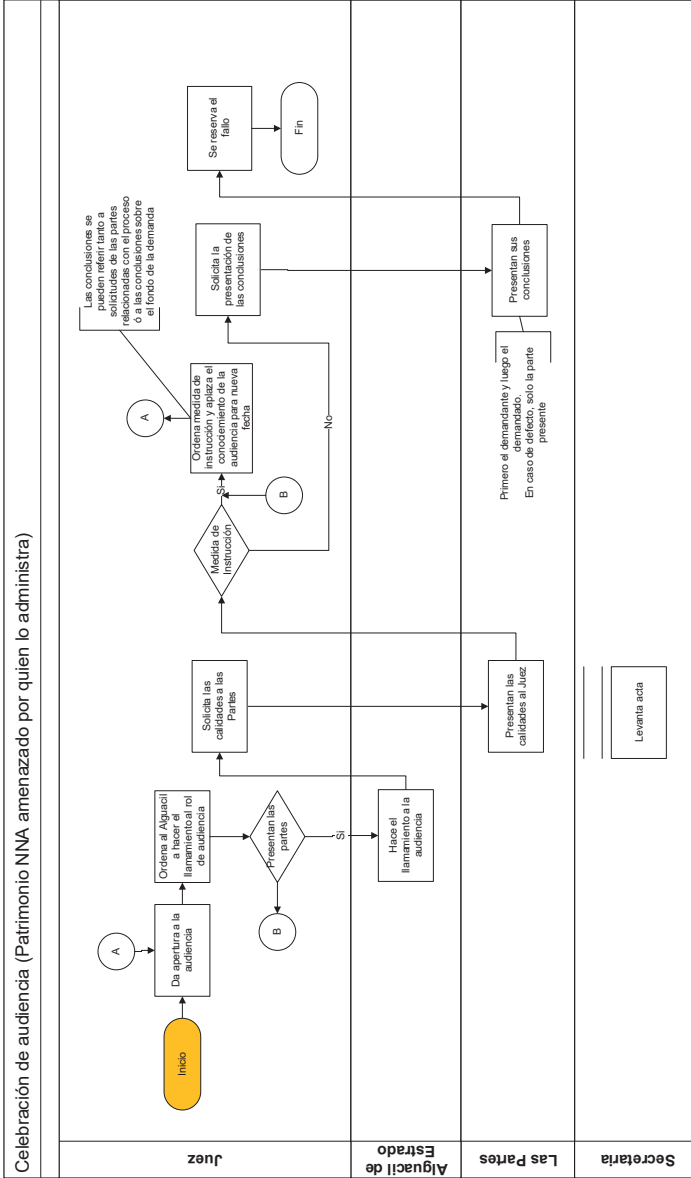 Celebración de audiencia (Patrimonio NNA amenazado por quien lo administra)
Juez
Inicio
A
Da apertura a la
audiencia
Ordena al Alguacil
a hacer el
llamamiento al rol
de audiencia
Presentan las
partes
B
Si
Solicita las
calidades a las
Partes
Medida de
Instrucción
Si
B
No
Ordena medida de
instrucción y aplaza el
conociemiento de la
audiencia para nueva
fecha
A
Las conclusiones se
pueden referir tanto a
solicitudes de las partes
relacionadas con el proceso
ó a las conclusiones sobre
el fondo de la demanda
Solicita la
presentación de
las conclusiones
Se reserva el
fallo
Fin
Alguacil de
Estrado
Hace el
llamamiento a la
audiencia
Las Partes
Presentan las
calidades al Juez
Primero el demandante y luego el
demandado.
En caso de defecto, solo la parte
presente
Presentan sus
conclusiones
Secretaria
Levanta acta